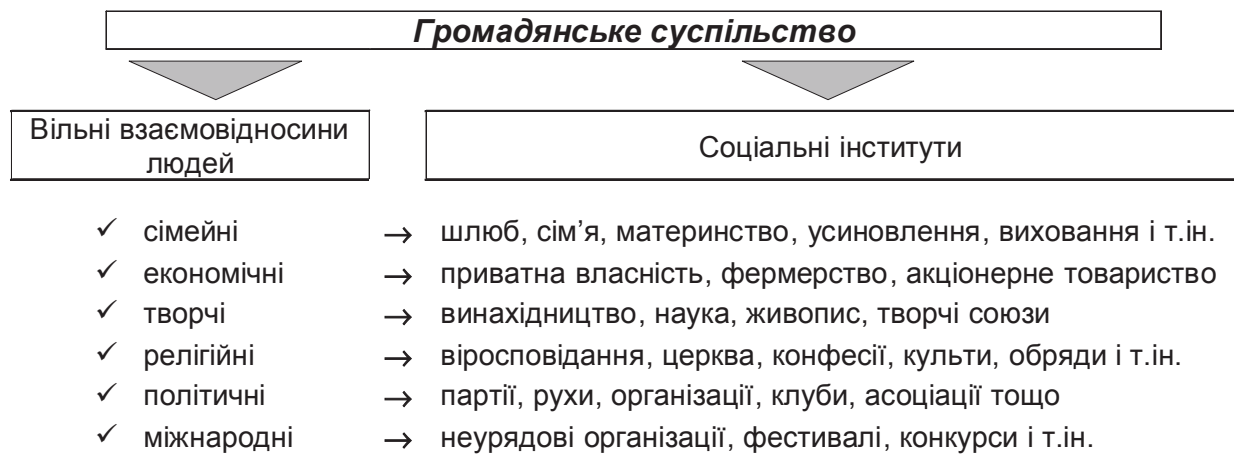 Громадянське суспільство
Вільні взаємовідносини
людей
Соціальні інститути
✓ сімейні → шлюб, сім’я, материнство, усиновлення, виховання і т.ін.
✓ економічні → приватна власність, фермерство, акціонерне товариство
✓ творчі → винахідництво, наука, живопис, творчі союзи
✓ релігійні → віросповідання, церква, конфесії, культи, обряди і т.ін.
✓ політичні → партії, рухи, організації, клуби, асоціації тощо
✓ міжнародні → неурядові організації, фестивалі, конкурси і т.ін.